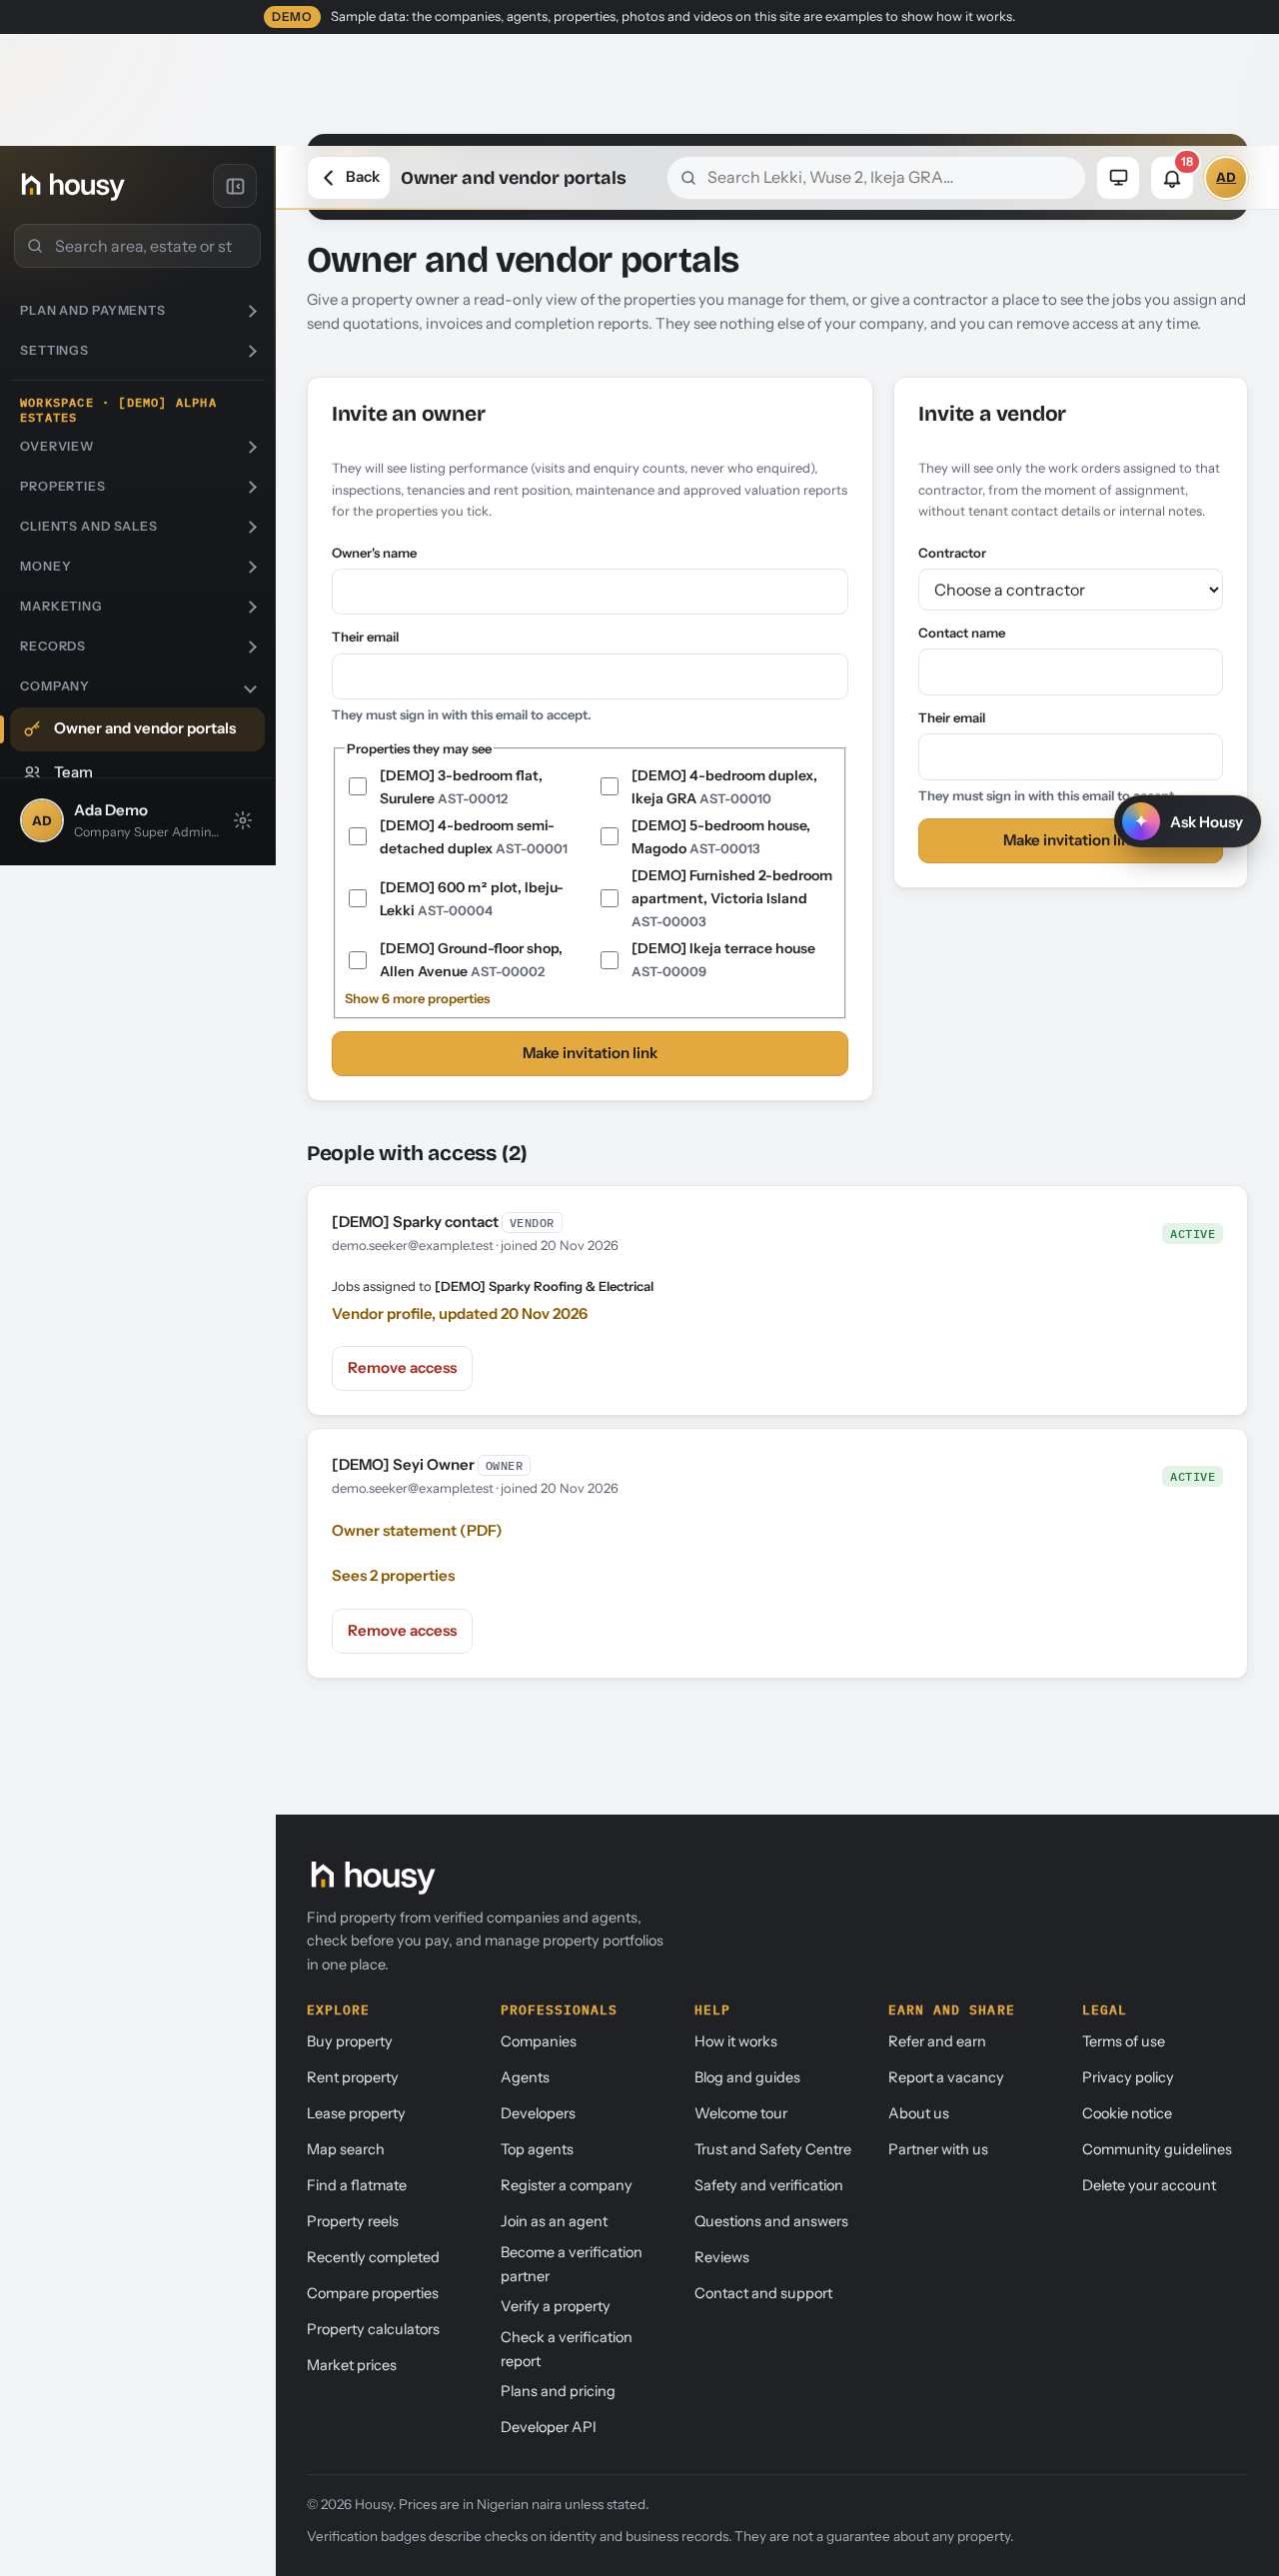 DEMO Sample data: the companies, agents, properties, photos and videos on this site are examples to show how it works.
housy
Search area, estate or st
PLAN AND PAYMENTS
SETTINGS
WORKSPACE · [DEMO] ALPHA
ESTATES
OVERVIEW
PROPERTIES
CLIENTS AND SALES
MONEY
MARKETING
RECORDS
COMPANY
Owner and vendor portals
Team
AD
Ada Demo
Company Super Admin...
Back
Owner and vendor portals
Search Lekki, Wuse 2, Ikeja GRA...
18
AD
Owner and vendor portals
Give a property owner a read-only view of the properties you manage for them, or give a contractor a place to see the jobs you assign and
send quotations, invoices and completion reports. They see nothing else of your company, and you can remove access at any time.
Invite an owner
They will see listing performance (visits and enquiry counts, never who enquired),
inspections, tenancies and rent position, maintenance and approved valuation reports
for the properties you tick.
Owner's name
Their email
They must sign in with this email to accept.
Properties they may see
[DEMO] 3-bedroom flat,
Surulere AST-00012
[DEMO] 4-bedroom duplex,
Ikeja GRA AST-00010
[DEMO] 4-bedroom semi-
detached duplex AST-00001
[DEMO] 5-bedroom house,
Magodo AST-00013
[DEMO] 600 m² plot, Ibeju-
Lekki AST-00004
[DEMO] Furnished 2-bedroom
apartment, Victoria Island
AST-00003
[DEMO] Ground-floor shop,
Allen Avenue AST-00002
[DEMO] Ikeja terrace house
AST-00009
Show 6 more properties
Make invitation link
Invite a vendor
They will see only the work orders assigned to that
contractor, from the moment of assignment,
without tenant contact details or internal notes.
Contractor
Choose a contractor
Contact name
Their email
They must sign in with this email to accept.
Make invitation link
Ask Housy
People with access (2)
[DEMO] Sparky contact VENDOR
demo.seeker@example.test · joined 20 Nov 2026
ACTIVE
Jobs assigned to [DEMO] Sparky Roofing & Electrical
Vendor profile, updated 20 Nov 2026
Remove access
[DEMO] Seyi Owner OWNER
demo.seeker@example.test · joined 20 Nov 2026
ACTIVE
Owner statement (PDF)
Sees 2 properties
Remove access
housy
Find property from verified companies and agents,
check before you pay, and manage property portfolios
in one place.
EXPLORE
Buy property
Rent property
Lease property
Map search
Find a flatmate
Property reels
Recently completed
Compare properties
Property calculators
Market prices
PROFESSIONALS
Companies
Agents
Developers
Top agents
Register a company
Join as an agent
Become a verification
partner
Verify a property
Check a verification
report
Plans and pricing
Developer API
HELP
How it works
Blog and guides
Welcome tour
Trust and Safety Centre
Safety and verification
Questions and answers
Reviews
Contact and support
EARN AND SHARE
Refer and earn
Report a vacancy
About us
Partner with us
LEGAL
Terms of use
Privacy policy
Cookie notice
Community guidelines
Delete your account
© 2026 Housy. Prices are in Nigerian naira unless stated.
Verification badges describe checks on identity and business records. They are not a guarantee about any property.